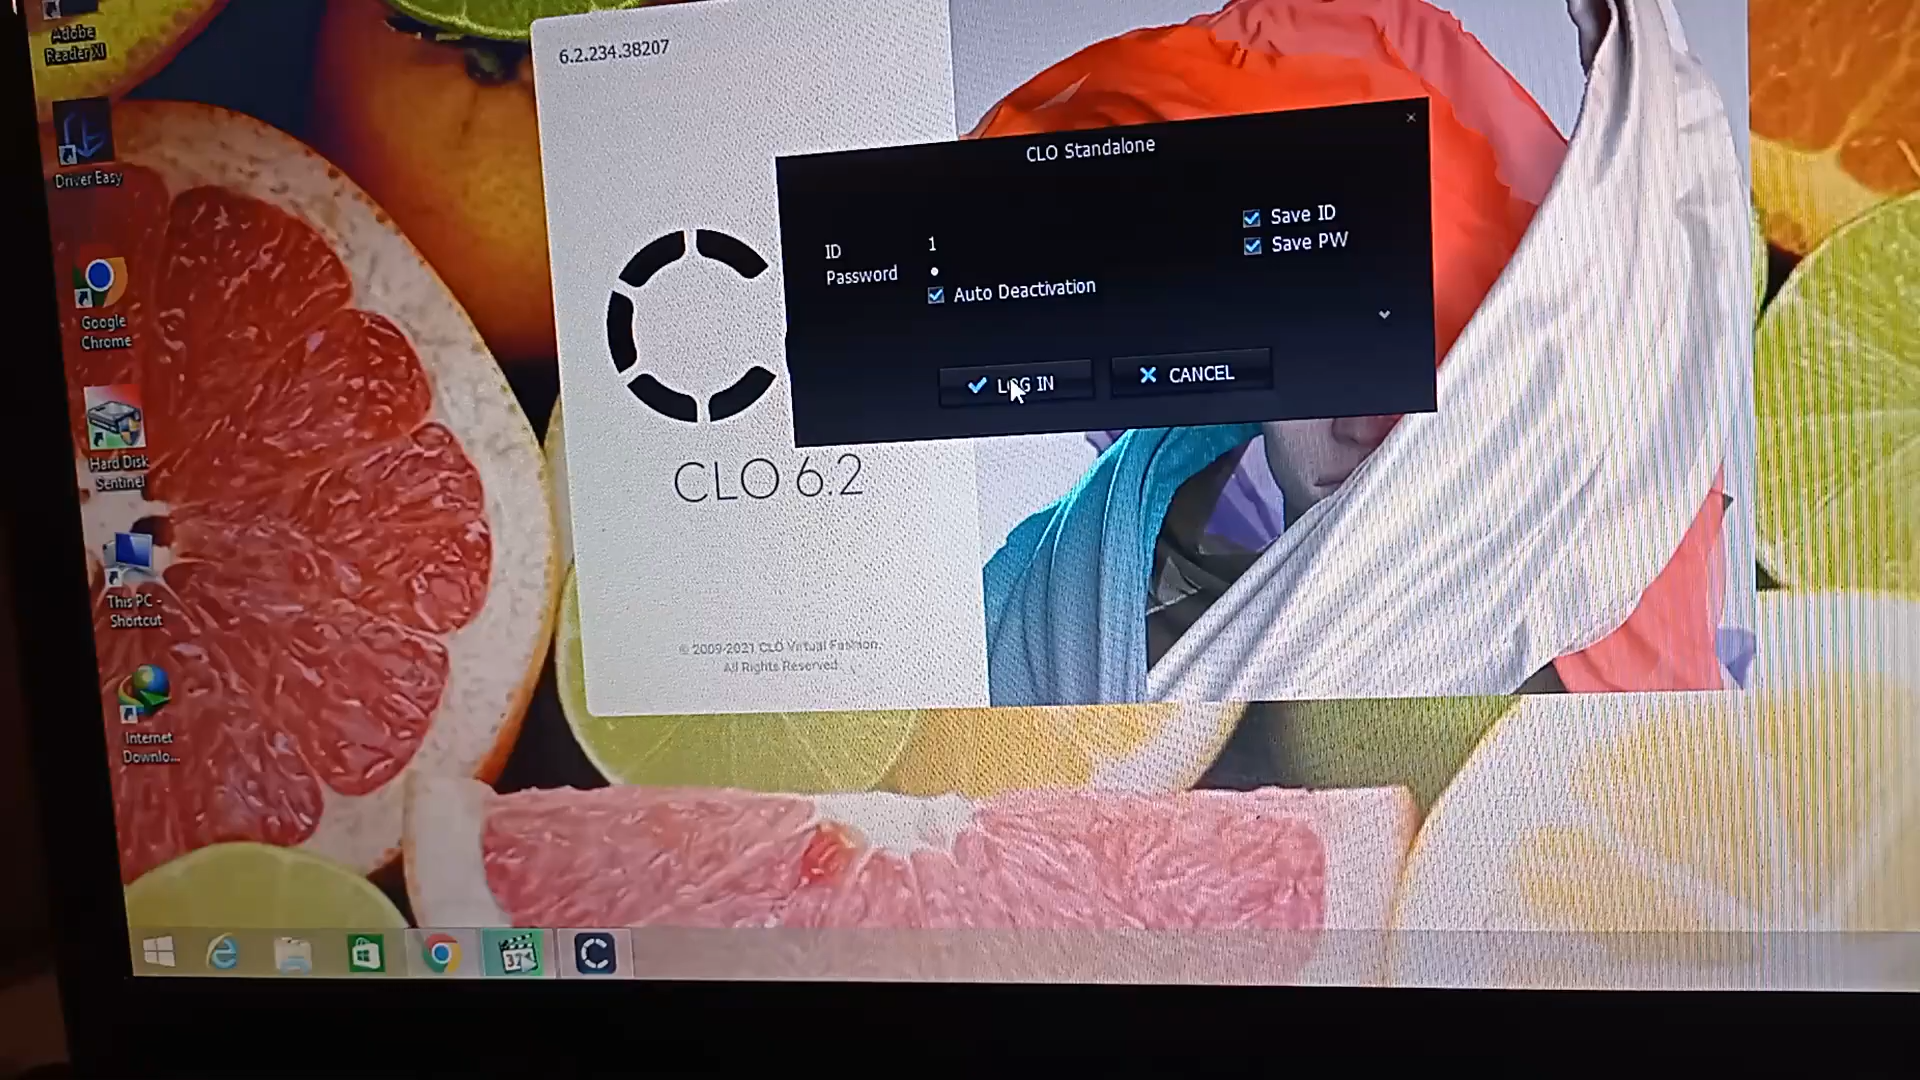 Adobe
Reader XI
Driver Easy
Google
Chrome
Hard Disk
Sentinel
This PC -
Shortcut
Internet
Downlo...
6.2.234.38207
CLO 6.2
© 2009-2021 CLO Virtual Fashion.
All Rights Reserved.
CLO Standalone
ID 1
Password
Save ID
Save PW
Auto Deactivation
LOG IN
CANCEL
37